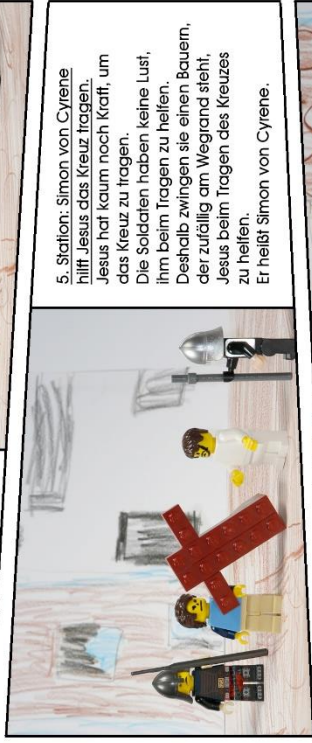 5. Station: Simon von Cyrene
hilft Jesus das Kreuz tragen.
Jesus hat kaum noch Kraft, um
das Kreuz zu tragen.
Die Soldaten haben keine Lust,
ihm beim Tragen zu helfen.
Deshalb zwingen sie einen Bauern,
der zufällig am Wegrand steht,
Jesus beim Tragen des Kreuzes
zu helfen.
Er heißt Simon von Cyrene.